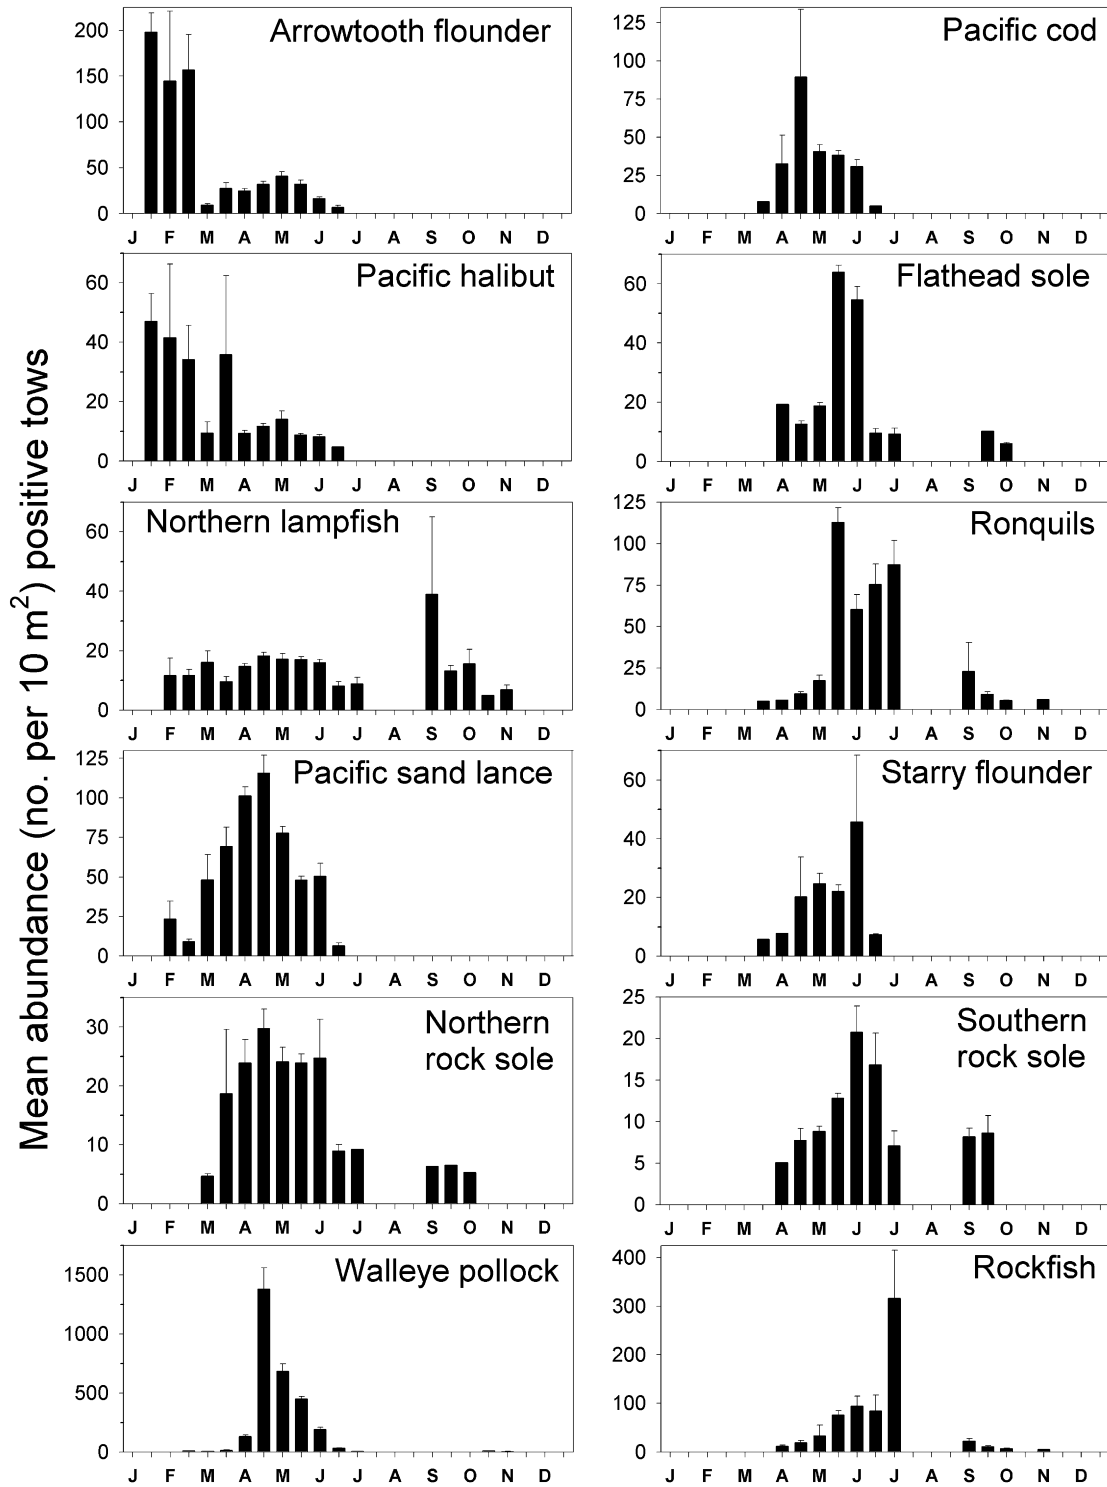 Mean abundance (no. per 10 m²) positive tows
Arrowtooth flounder
200
150
100
50
0
J F M A M J J A S O N D
Pacific cod
125
100
75
50
25
0
J F M A M J J A S O N D
Pacific halibut
60
40
20
0
J F M A M J J A S O N D
Flathead sole
60
40
20
0
J F M A M J J A S O N D
Northern lampfish
60
40
20
0
J F M A M J J A S O N D
Ronquils
125
100
75
50
25
0
J F M A M J J A S O N D
Pacific sand lance
125
100
75
50
25
0
J F M A M J J A S O N D
Starry flounder
60
40
20
0
J F M A M J J A S O N D
Northern
rock sole
30
20
10
0
J F M A M J J A S O N D
Southern
rock sole
25
20
15
10
5
0
J F M A M J J A S O N D
Walleye pollock
1500
1000
500
0
J F M A M J J A S O N D
Rockfish
400
300
200
100
0
J F M A M J J A S O N D